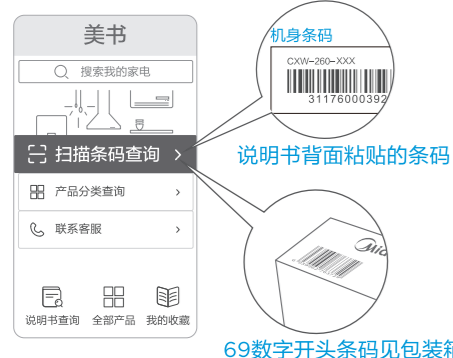 美书
搜索我的家电
扫描条码查询
产品分类查询
联系客服
说明书查询
全部产品
我的收藏
机身条码
CXW-260-XXX
31176000392
说明书背面粘贴的条码
Midea
69数字开头条码见包装箱